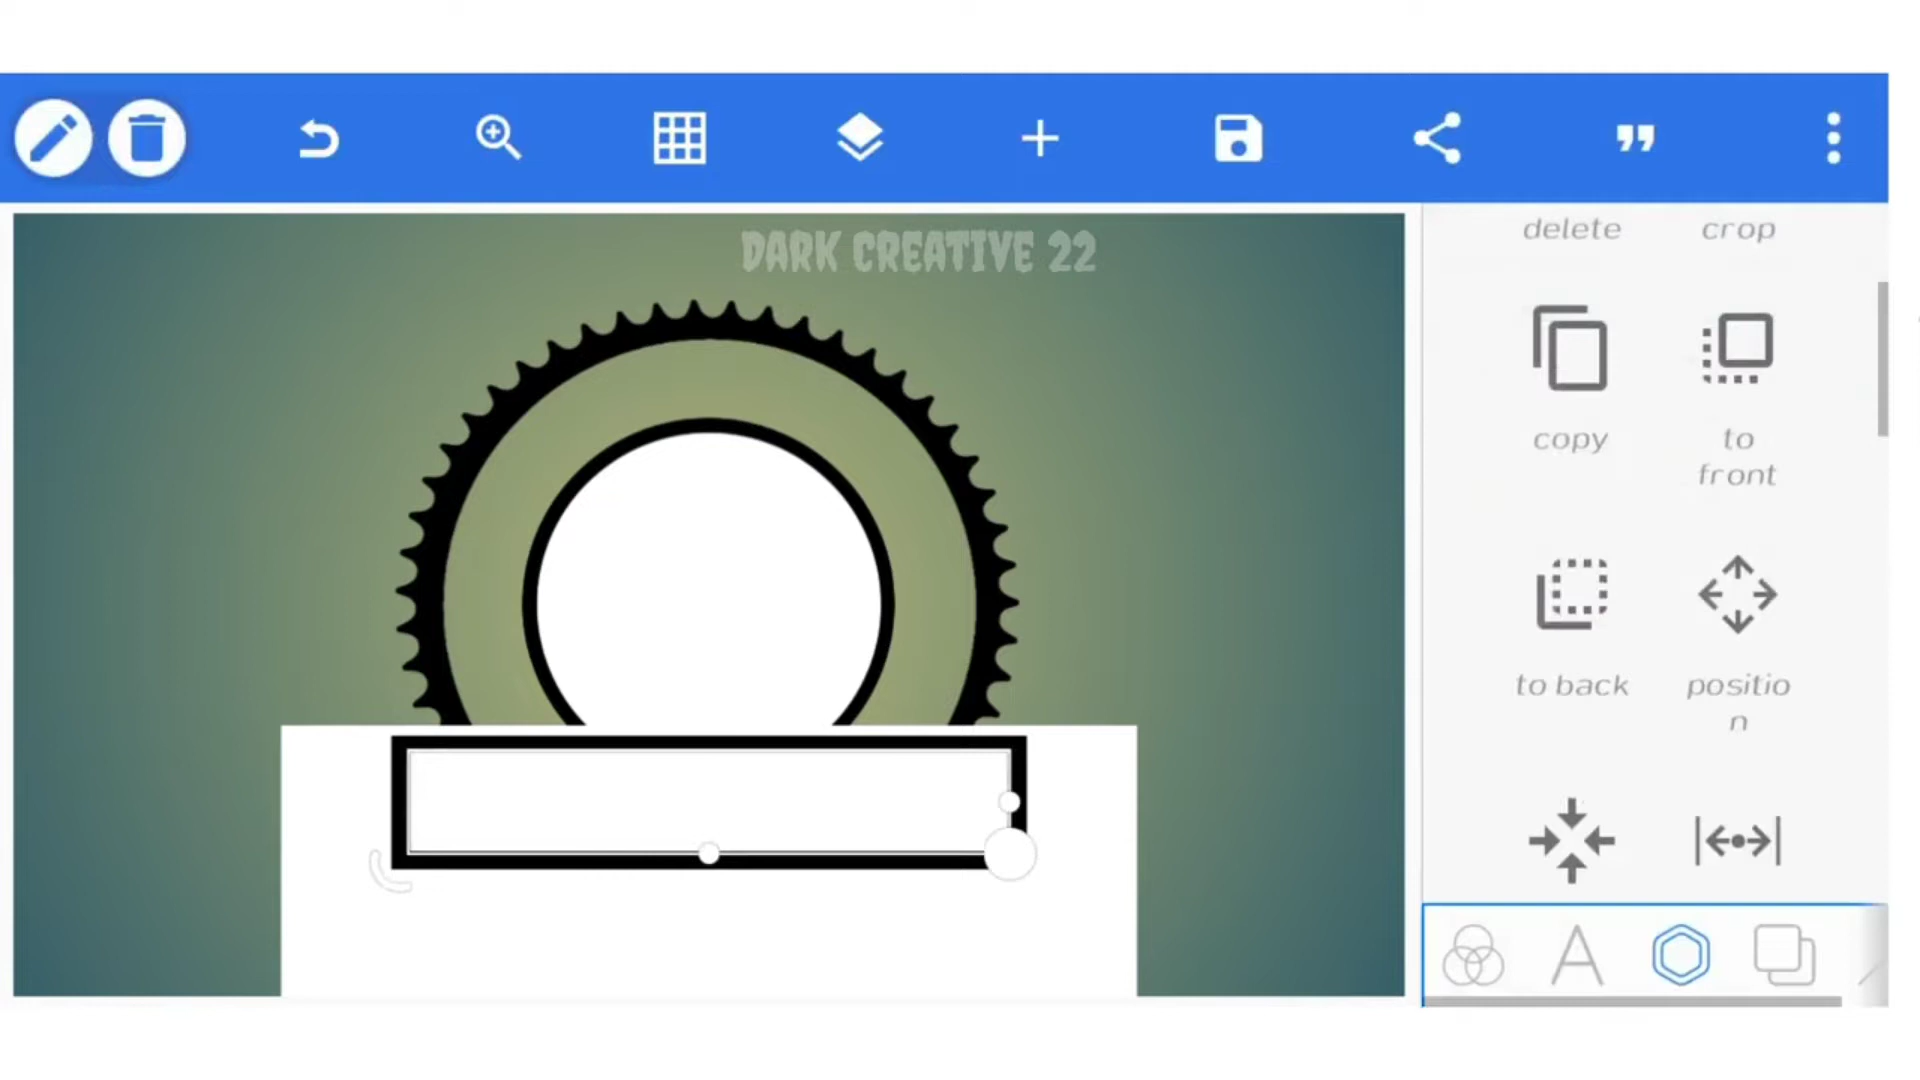 DARK CREATIVE 22
delete
crop
copy
to
front
to back
positio
n